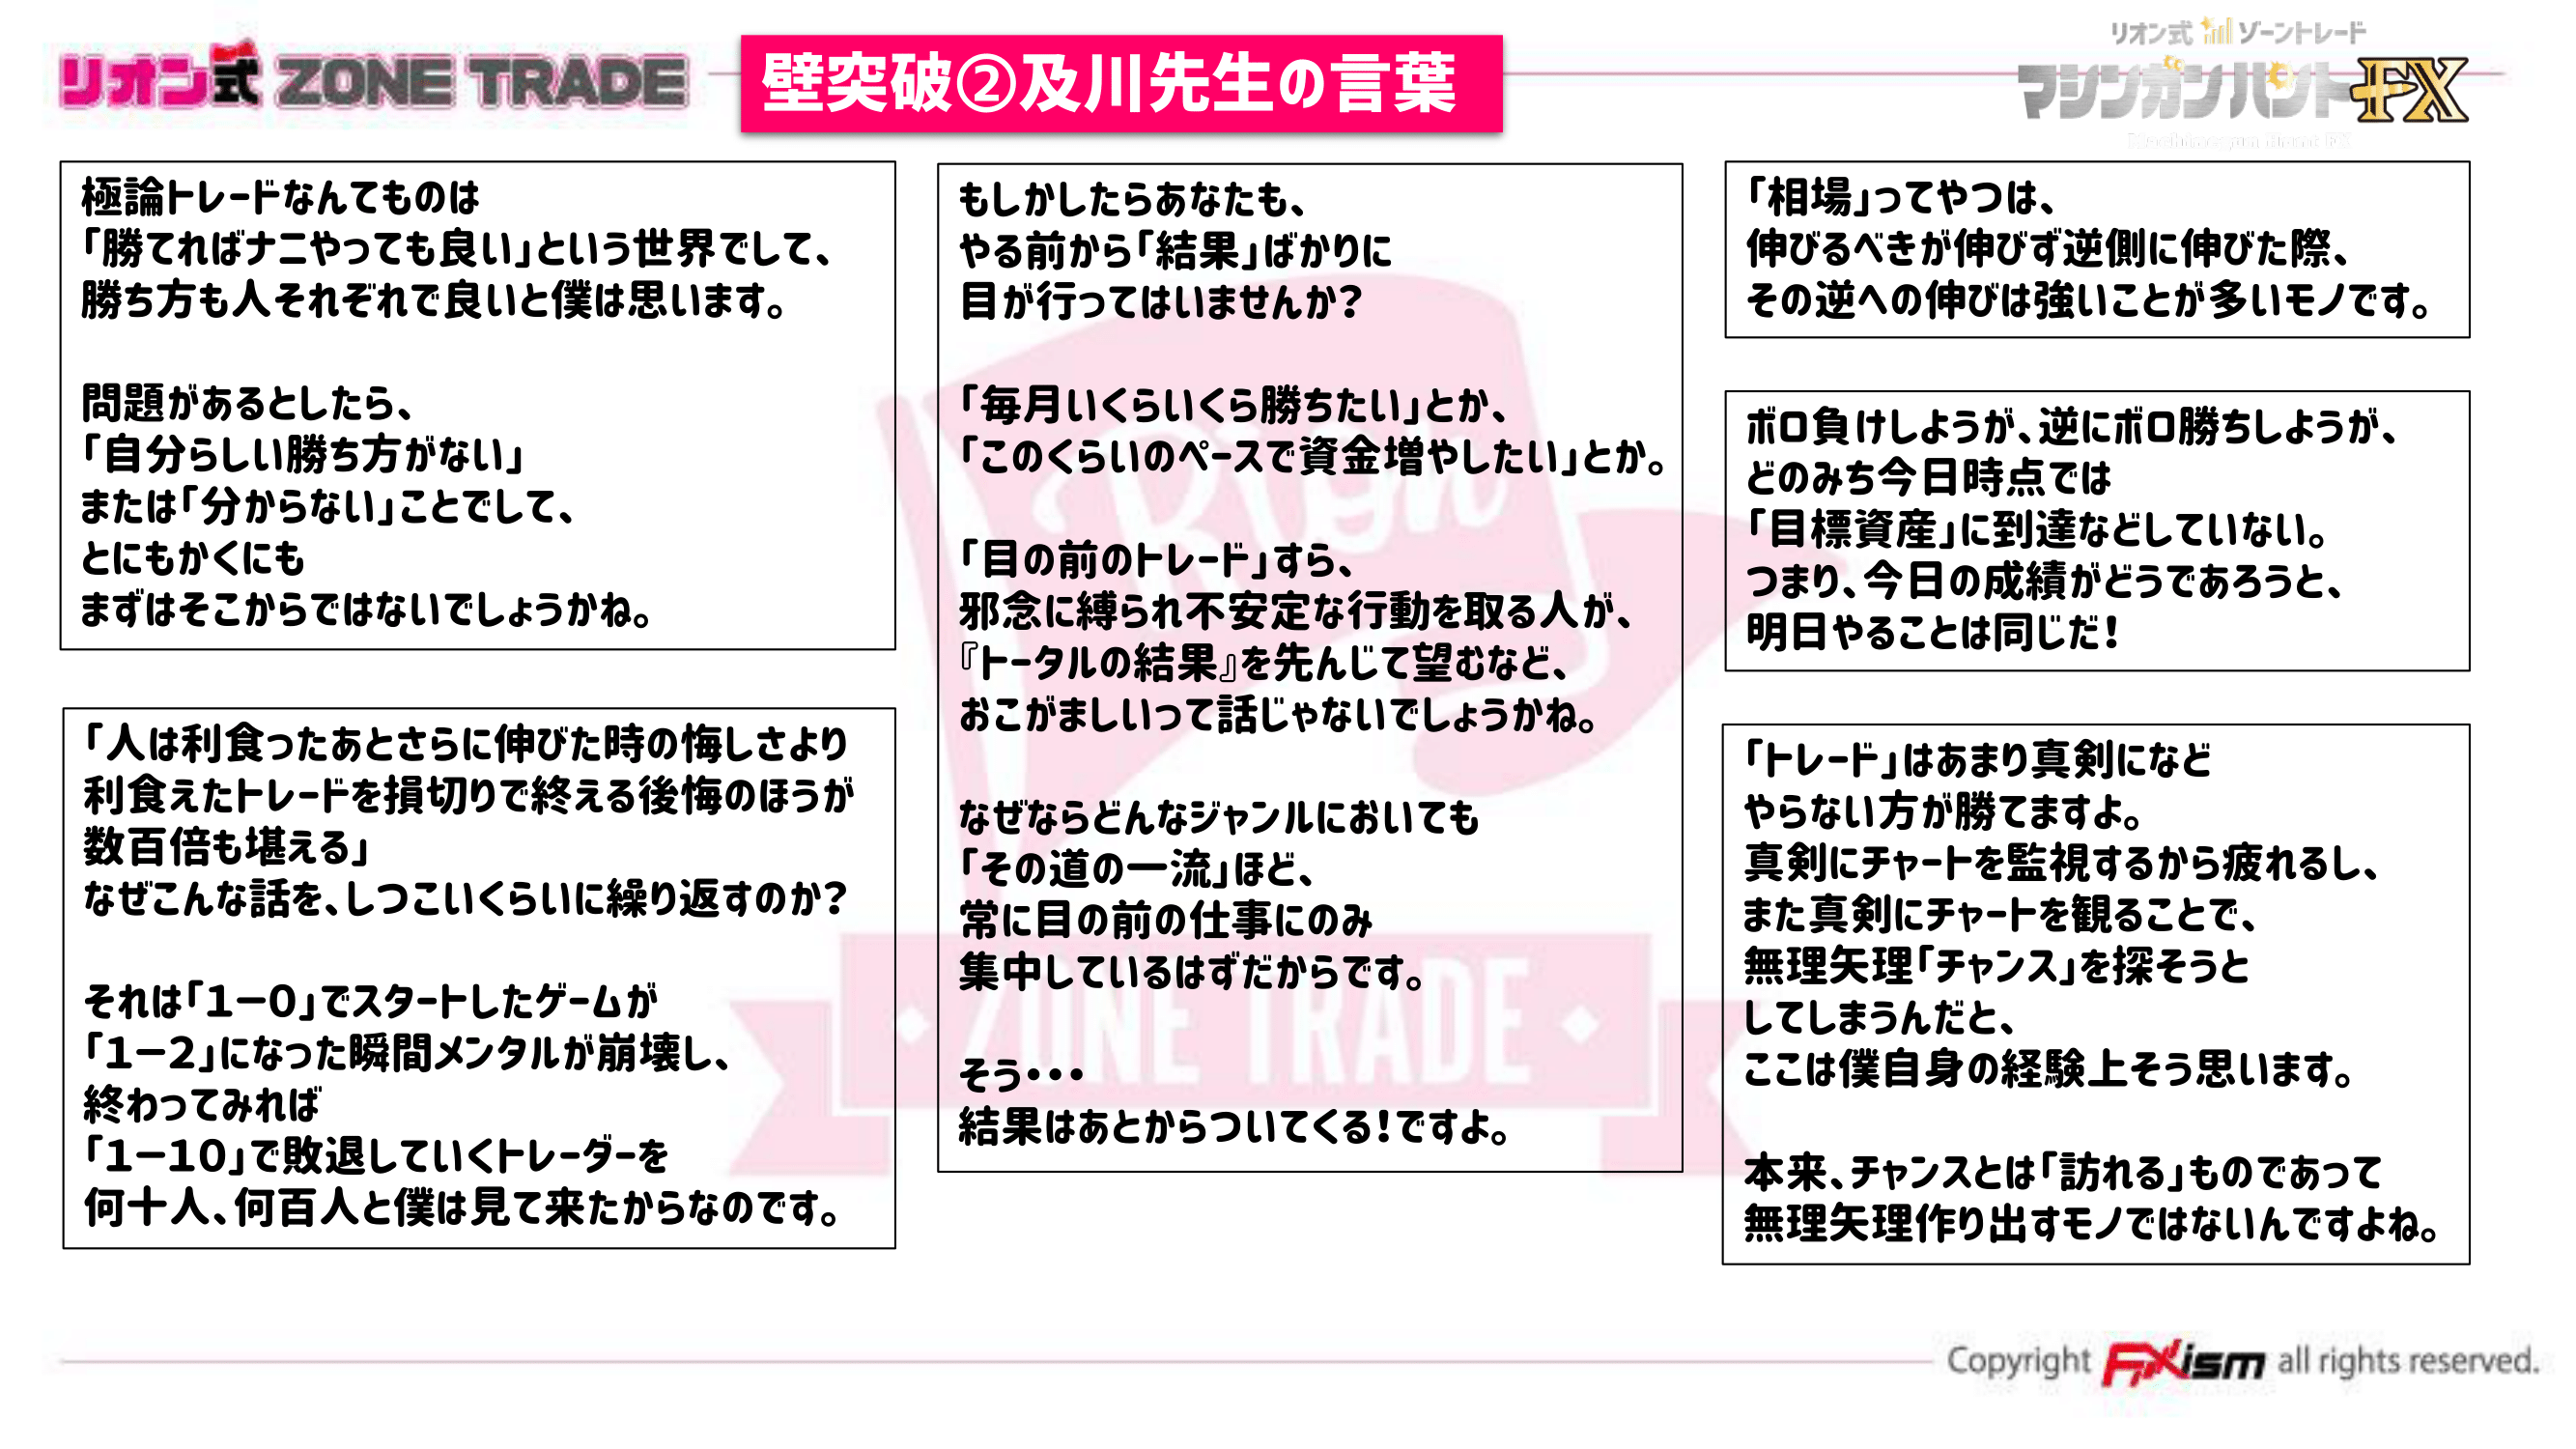 リオン式 ZONE TRADE
壁突破②及川先生の言葉
リオン式 ゾーントレード
マシンガンハントFX
極論トレードなんてものは
「勝てればナニやっても良い」という世界でして、
勝ち方も人それぞれで良いと僕は思います。
問題があるとしたら、
「自分らしい勝ち方がない」
または「分からない」ことでして、
とにもかくにも
まずはそこからではないでしょうかね。
「人は利食ったあとさらに伸びた時の悔しさより
利食えたトレードを損切りで終える後悔のほうが
数百倍も堪える」
なぜこんな話を、しつこいくらいに繰り返すのか？
それは「１−０」でスタートしたゲームが
「１−２」になった瞬間メンタルが崩壊し、
終わってみれば
「１−１０」で敗退していくトレーダーを
何十人、何百人と僕は見て来たからなのです。
もしかしたらあなたも、
やる前から「結果」ばかりに
目が行ってはいませんか？
「毎月いくらいくら勝ちたい」とか、
「このくらいのペースで資金増やしたい」とか。
「目の前のトレード」すら、
邪念に縛られ不安定な行動を取る人が、
『トータルの結果』を先んじて望むなど、
おこがましいって話じゃないでしょうかね。
なぜならどんなジャンルにおいても
「その道の一流」ほど、
常に目の前の仕事にのみ
集中しているはずだからです。
そう・・・
結果はあとからついてくる！ですよ。
「相場」ってやつは、
伸びるべきが伸びず逆側に伸びた際、
その逆への伸びは強いことが多いモノです。
ボロ負けしようが、逆にボロ勝ちしようが、
どのみち今日時点では
「目標資産」に到達などしていない。
つまり、今日の成績がどうであろうと、
明日やることは同じだ！
「トレード」はあまり真剣になど
やらない方が勝てますよ。
真剣にチャートを監視するから疲れるし、
また真剣にチャートを観ることで、
無理矢理「チャンス」を探そうと
してしまうんだと、
ここは僕自身の経験上そう思います。
本来、チャンスとは「訪れる」ものであって
無理矢理作り出すモノではないんですよね。
ZONE TRADE
Copyright FXism all rights reserved.